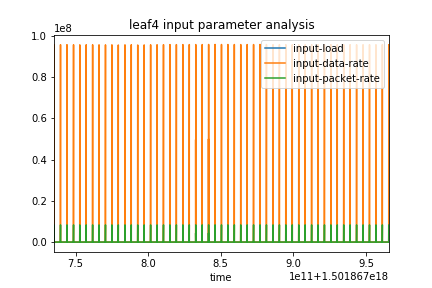 leaf4 input parameter analysis
1e8
input-load
input-data-rate
input-packet-rate
1.0
0.8
0.6
0.4
0.2
0.0
7.5 8.0 8.5 9.0 9.5
time
1e11+1.501867e18